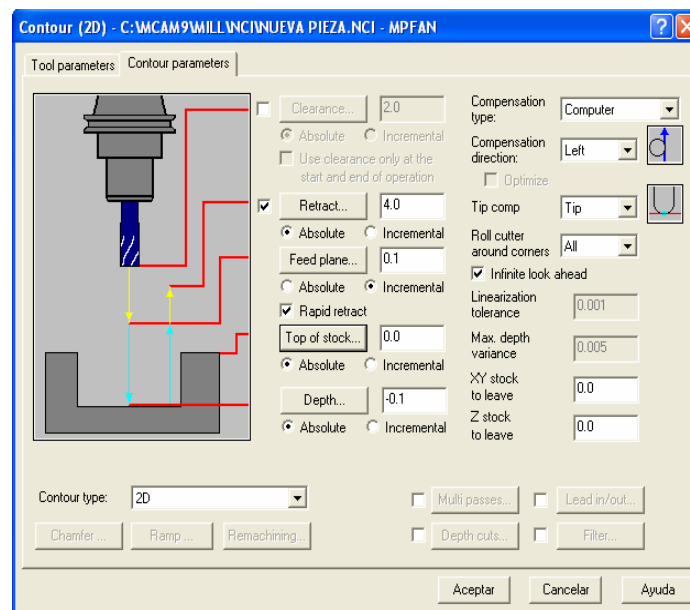 Contour (2D) - C:\MCAM9\MILL\NCI\NUEVA PIEZA.NCI - MPFAN
Tool parameters
Contour parameters
Clearance...
2.0
Absolute
Incremental
Use clearance only at the
start and end of operation
Retract...
4.0
Absolute
Incremental
Feed plane...
0.1
Absolute
Incremental
Rapid retract
Top of stock...
0.0
Absolute
Incremental
Depth...
-0.1
Absolute
Incremental
Compensation
type:
Computer
Compensation
direction:
Left
Optimize
Tip comp
Tip
Roll cutter
around corners
All
Infinite look ahead
Linearization
tolerance
0.001
Max. depth
variance
0.005
XY stock
to leave
0.0
Z stock
to leave
0.0
Contour type:
2D
Chamfer ...
Ramp ...
Remachining...
Multi passes...
Lead in/out...
Depth cuts...
Filter...
Aceptar
Cancelar
Ayuda